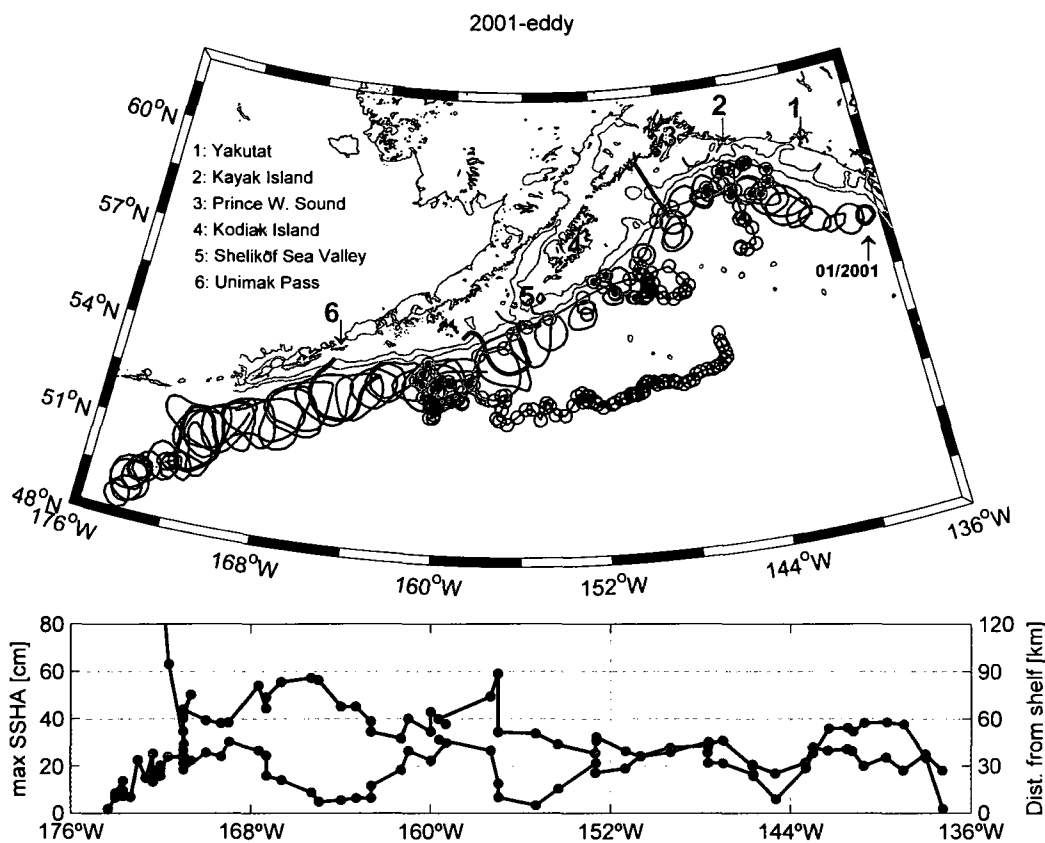 2001-eddy
60°N
57°N
54°N
51°N
48°N
176°W
168°W
160°W
152°W
144°W
136°W
1: Yakutat
2: Kayak Island
3: Prince W. Sound
4: Kodiak Island
5: Shelikof Sea Valley
6: Unimak Pass
2
1
4
5
6
01/2001
max SSHA [cm]
80
60
40
20
0
120
90
60
30
0
Dist. from shelf [km]
176°W
168°W
160°W
152°W
144°W
136°W